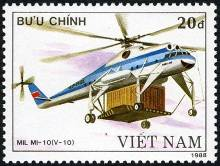 BƯU CHÍNH 20đ
MIL MI-10(V-10)
VIỆT NAM
1988